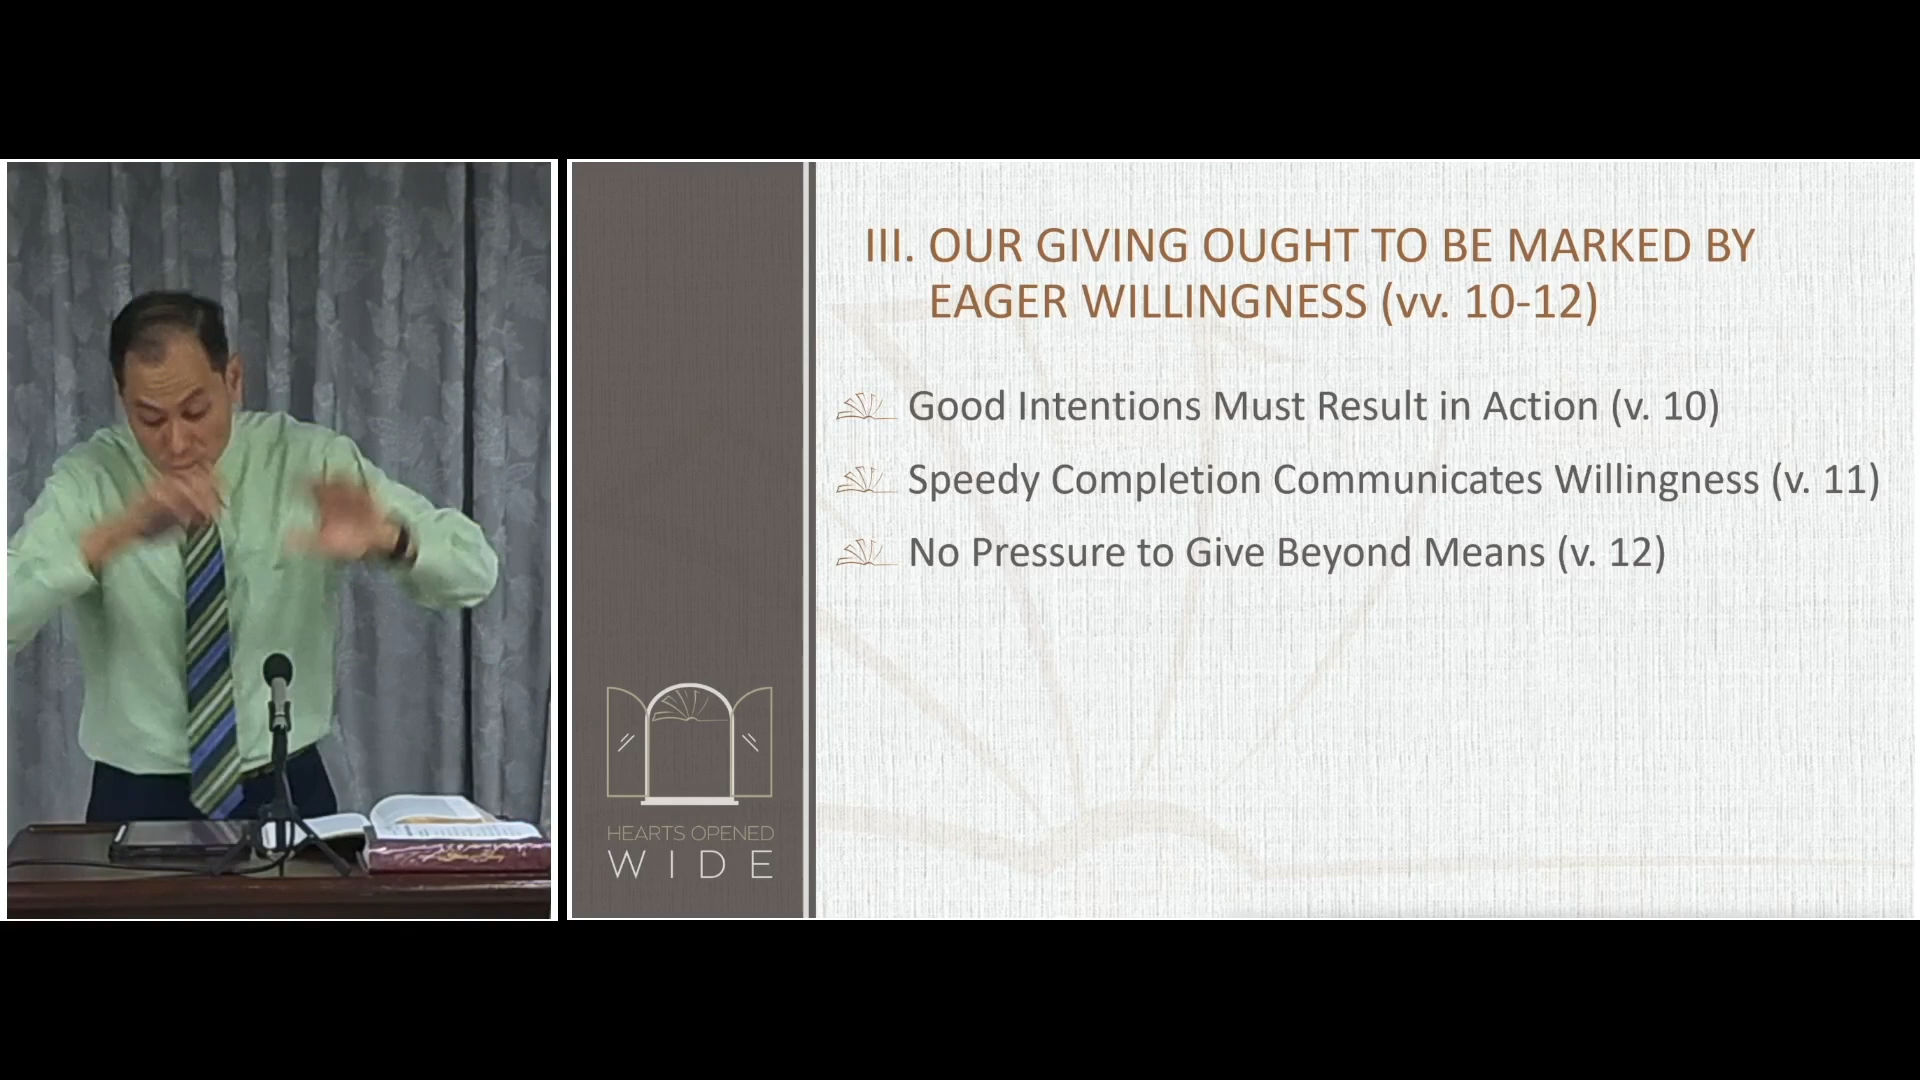 III. OUR GIVING OUGHT TO BE MARKED BY
EAGER WILLINGNESS (vv. 10-12)
Good Intentions Must Result in Action (v. 10)
Speedy Completion Communicates Willingness (v. 11)
No Pressure to Give Beyond Means (v. 12)
HEARTS OPENED
WIDE